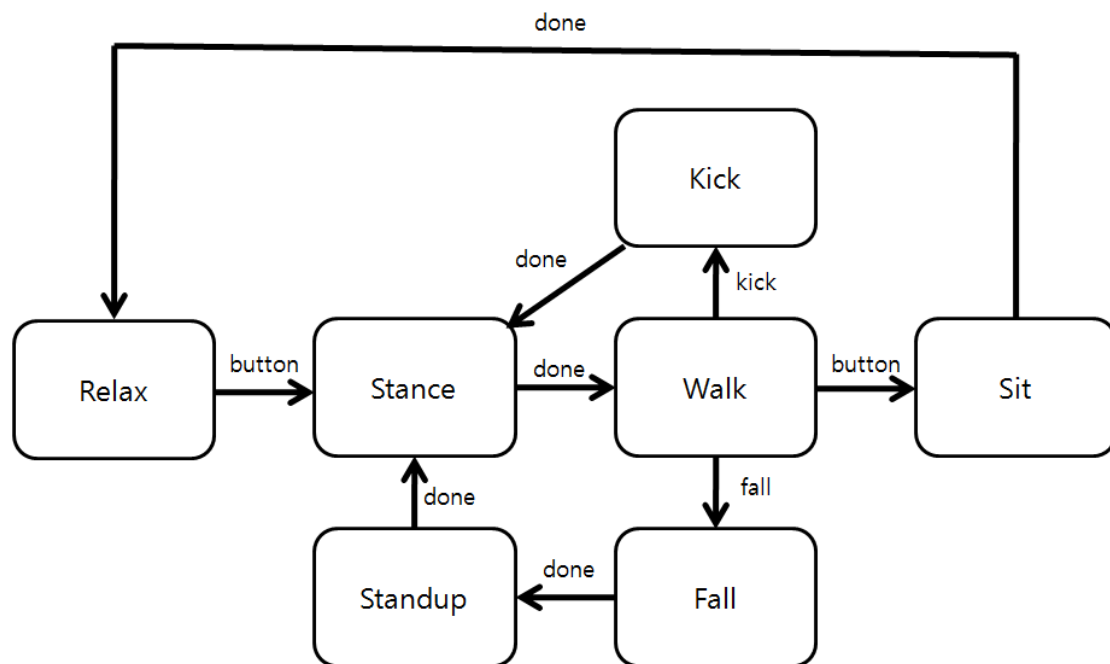 done
Kick
done
kick
button
done
button
Relax
Stance
Walk
Sit
done
fall
done
Standup
Fall